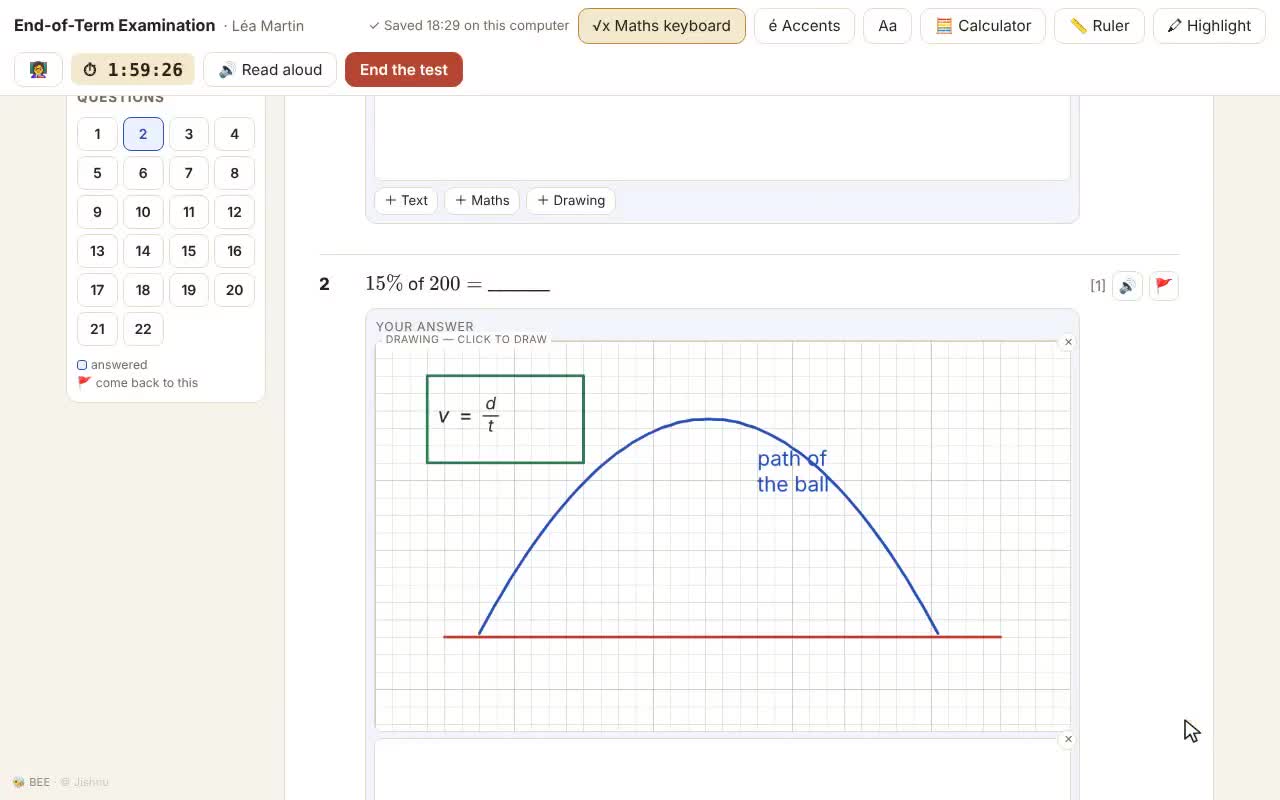 End-of-Term Examination · Léa Martin
✓ Saved 18:29 on this computer
√x Maths keyboard
é Accents
Aa
Calculator
Ruler
Highlight
1:59:26
Read aloud
End the test
QUESTIONS
1 2 3 4
5 6 7 8
9 10 11 12
13 14 15 16
17 18 19 20
21 22
answered
come back to this
+ Text
+ Maths
+ Drawing
2 15% of 200 = ______ [1]
YOUR ANSWER
DRAWING — CLICK TO DRAW
v = d/t
path of
the ball
BEE · © Jishnu